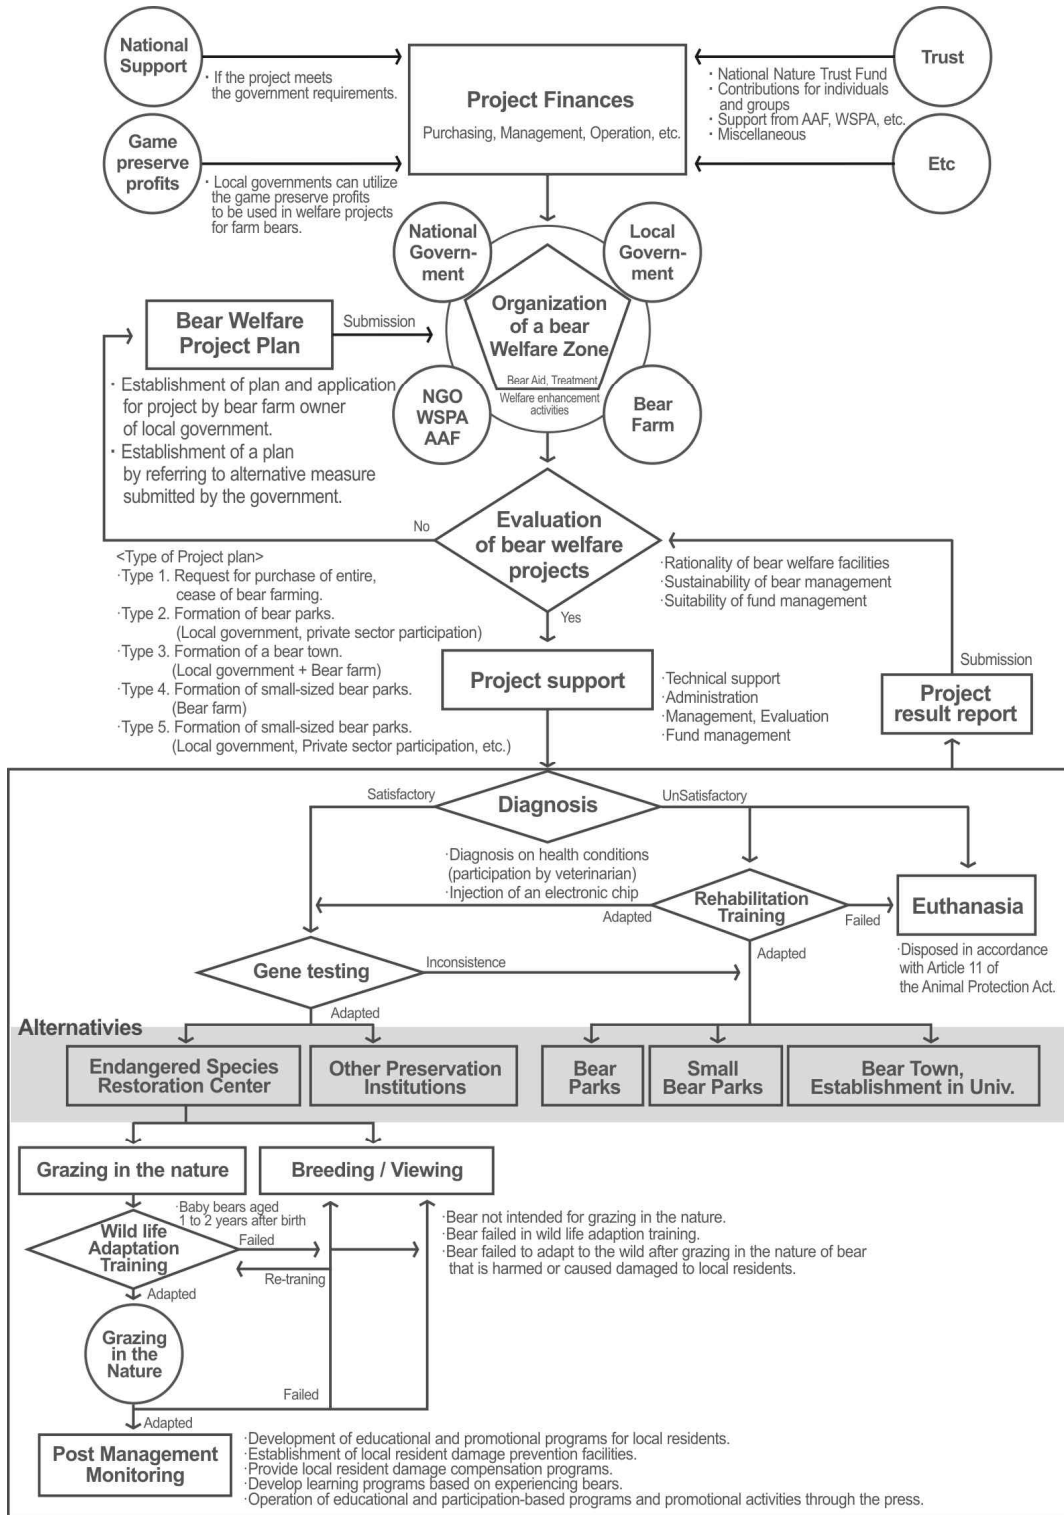 National
Support
· If the project meets
the government requirements.
Game
preserve
profits
· Local governments can utilize
the game preserve profits
to be used in welfare projects
for farm bears.
Project Finances
Purchasing, Management, Operation, etc.
Trust
· National Nature Trust Fund
· Contributions for individuals
and groups
· Support from AAF, WSPA, etc.
· Miscellaneous
Etc
National
Govern-
ment
Local
Govern-
ment
Organization
of a bear
Welfare Zone
Bear Aid, Treatment
Welfare enhancement
activities
NGO
WSPA
AAF
Bear
Farm
Bear Welfare
Project Plan
Submission
· Establishment of plan and application
for project by bear farm owner
of local government.
· Establishment of a plan
by referring to alternative measure
submitted by the government.
No
Evaluation
of bear welfare
projects
Yes
·Rationality of bear welfare facilities
·Sustainability of bear management
·Suitability of fund management
<Type of Project plan>
·Type 1. Request for purchase of entire,
cease of bear farming.
·Type 2. Formation of bear parks.
(Local government, private sector participation)
·Type 3. Formation of a bear town.
(Local government + Bear farm)
·Type 4. Formation of small-sized bear parks.
(Bear farm)
·Type 5. Formation of small-sized bear parks.
(Local government, Private sector participation, etc.)
Project support
·Technical support
·Administration
·Management, Evaluation
·Fund management
Submission
Project
result report
Satisfactory
Diagnosis
UnSatisfactory
·Diagnosis on health conditions
(participation by veterinarian)
·Injection of an electronic chip
Adapted
Rehabilitation
Training
Failed
Euthanasia
·Disposed in accordance
with Article 11 of
the Animal Protection Act.
Adapted
Gene testing
Inconsistence
Adapted
Alternativies
Endangered Species
Restoration Center
Other Preservation
Institutions
Bear
Parks
Small
Bear Parks
Bear Town,
Establishment in Univ.
Grazing in the nature
Breeding / Viewing
·Baby bears aged
1 to 2 years after birth
Wild life
Adaptation
Training
Failed
Re-traning
Adapted
·Bear not intended for grazing in the nature.
·Bear failed in wild life adaption training.
·Bear failed to adapt to the wild after grazing in the nature of bear
that is harmed or caused damaged to local residents.
Grazing
in the
Nature
Failed
Adapted
Post Management
Monitoring
·Development of educational and promotional programs for local residents.
·Establishment of local resident damage prevention facilities.
·Provide local resident damage compensation programs.
·Develop learning programs based on experiencing bears.
·Operation of educational and participation-based programs and promotional activities through the press.